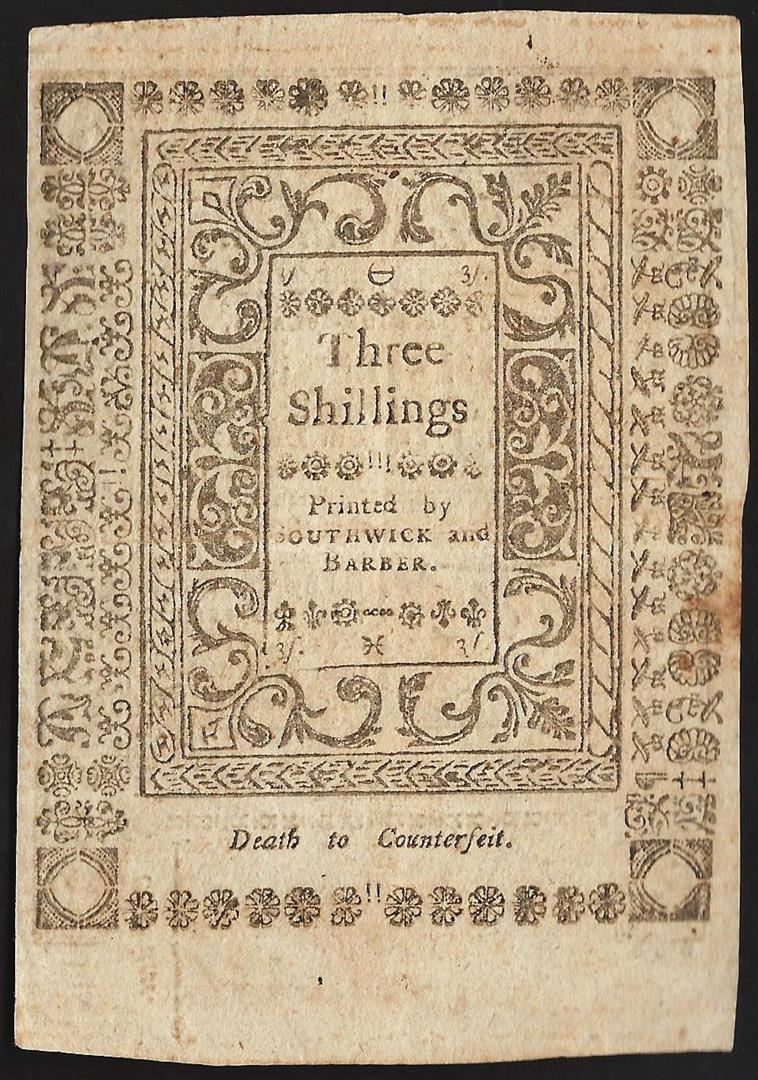 3/.
Three
Shillings
Printed by
SOUTHWICK and
BARBER.
3/. 3/.
Death to Counterfeit.